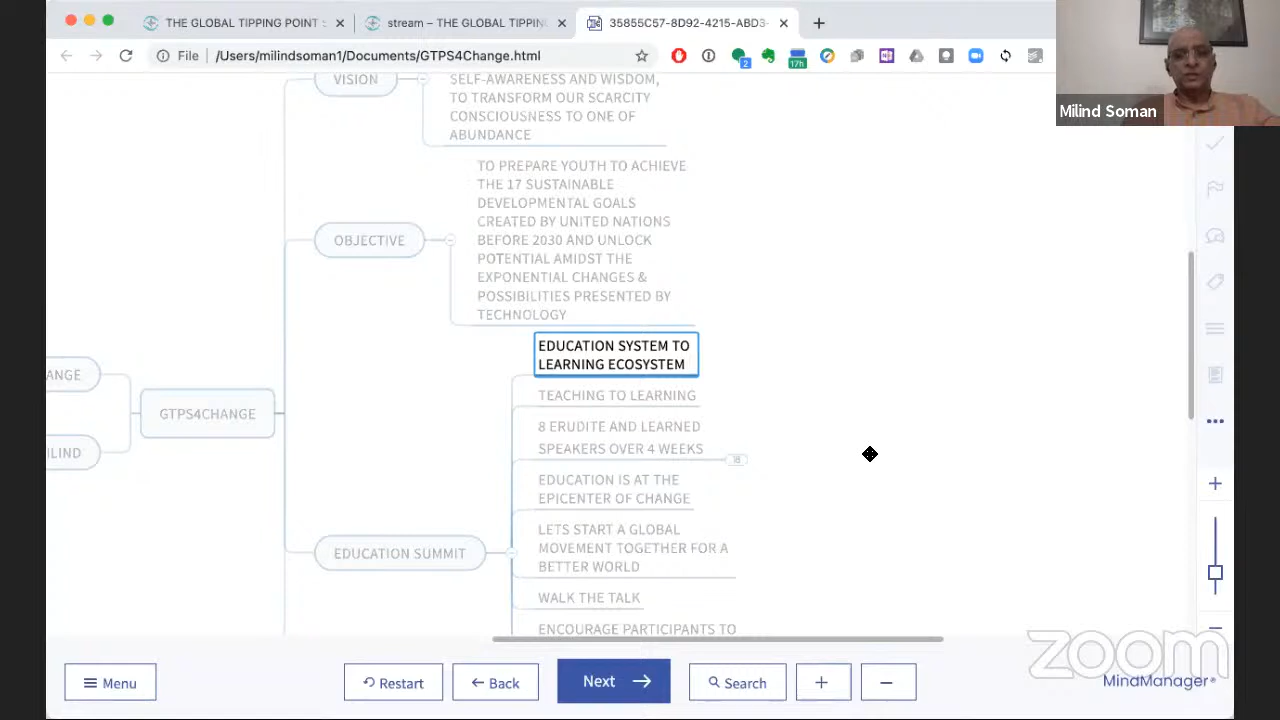 THE GLOBAL TIPPING POINT :
stream – THE GLOBAL TIPPIN
35855C57-8D92-4215-ABD3-
File
/Users/milindsoman1/Documents/GTPS4Change.html
2
17h
Milind Soman
VISION
SELF-AWARENESS AND WISDOM,
TO TRANSFORM OUR SCARCITY
CONSCIOUSNESS TO ONE OF
ABUNDANCE
OBJECTIVE
TO PREPARE YOUTH TO ACHIEVE
THE 17 SUSTAINABLE
DEVELOPMENTAL GOALS
CREATED BY UNITED NATIONS
BEFORE 2030 AND UNLOCK
POTENTIAL AMIDST THE
EXPONENTIAL CHANGES &
POSSIBILITIES PRESENTED BY
TECHNOLOGY
ANGE
ILIND
GTPS4CHANGE
EDUCATION SUMMIT
EDUCATION SYSTEM TO
LEARNING ECOSYSTEM
TEACHING TO LEARNING
8 ERUDITE AND LEARNED
SPEAKERS OVER 4 WEEKS
18
EDUCATION IS AT THE
EPICENTER OF CHANGE
LETS START A GLOBAL
MOVEMENT TOGETHER FOR A
BETTER WORLD
WALK THE TALK
ENCOURAGE PARTICIPANTS TO
Menu
Restart
Back
Next
Search
zoom
MindManager